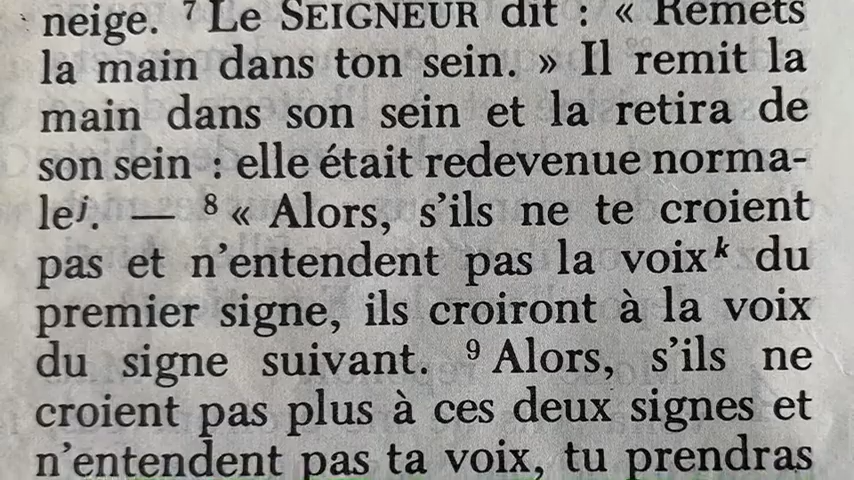 neige. ⁷ Le SEIGNEUR dit : « Remets
la main dans ton sein. » Il remit la
main dans son sein et la retira de
son sein : elle était redevenue norma-
leʲ. — ⁸ « Alors, s'ils ne te croient
pas et n'entendent pas la voixᵏ du
premier signe, ils croiront à la voix
du signe suivant. ⁹ Alors, s'ils ne
croient pas plus à ces deux signes et
n'entendent pas ta voix, tu prendras